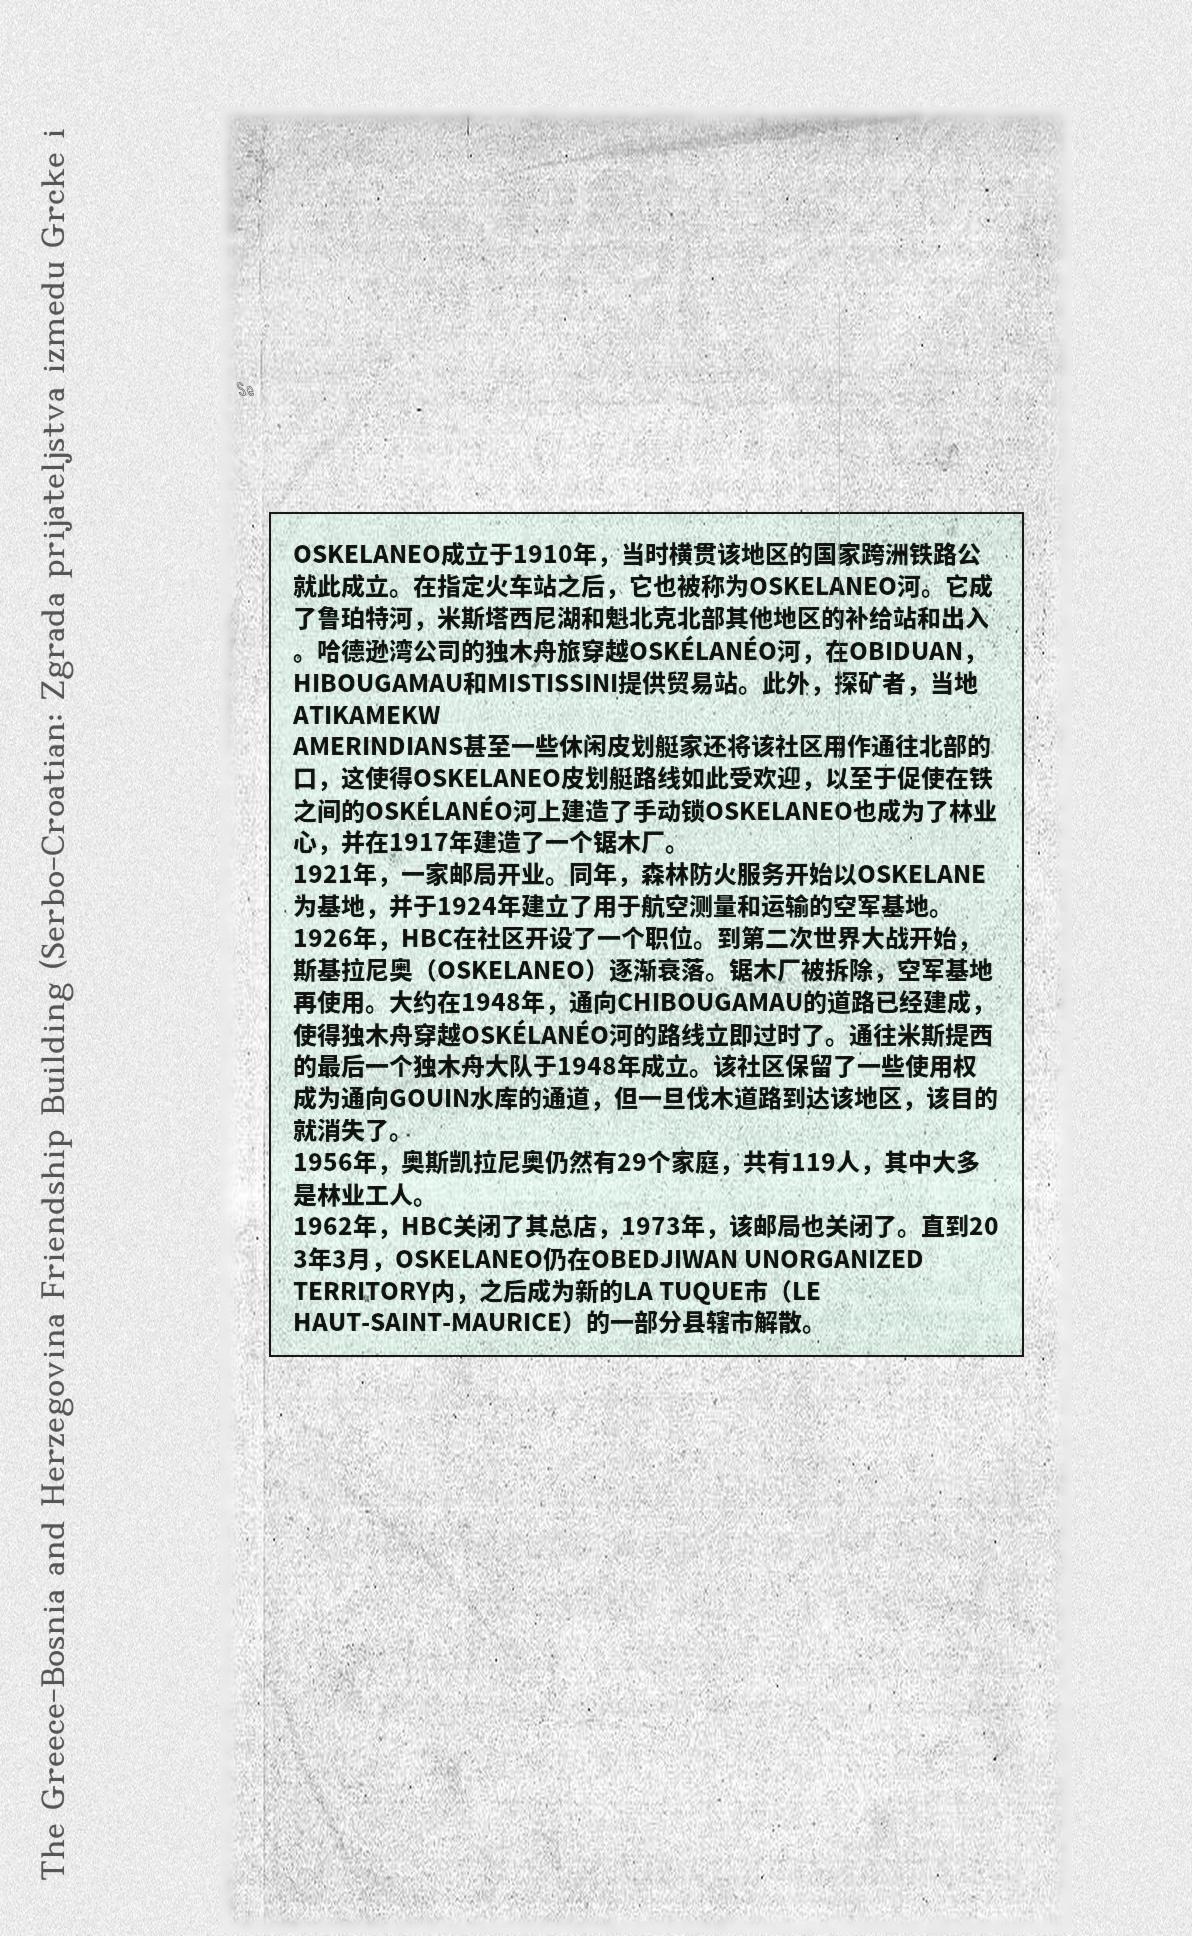 The Greece–Bosnia and Herzegovina Friendship Building (Serbo-Croatian: Zgrada prijateljstva izmedu Grcke i
Se
OSKELANEO成立于1910年，当时横贯该地区的国家跨洲铁路公
就此成立。在指定火车站之后，它也被称为OSKELANEO河。它成
了鲁珀特河，米斯塔西尼湖和魁北克北部其他地区的补给站和出入
。哈德逊湾公司的独木舟旅穿越OSKÉLANÉO河，在OBIDUAN，
HIBOUGAMAU和MISTISSINI提供贸易站。此外，探矿者，当地
ATIKAMEKW
AMERINDIANS甚至一些休闲皮划艇家还将该社区用作通往北部的
口，这使得OSKELANEO皮划艇路线如此受欢迎，以至于促使在铁
之间的OSKÉLANÉO河上建造了手动锁OSKELANEO也成为了林业
心，并在1917年建造了一个锯木厂。
1921年，一家邮局开业。同年，森林防火服务开始以OSKELANE
为基地，并于1924年建立了用于航空测量和运输的空军基地。
1926年，HBC在社区开设了一个职位。到第二次世界大战开始，
斯基拉尼奥（OSKELANEO）逐渐衰落。锯木厂被拆除，空军基地
再使用。大约在1948年，通向CHIBOUGAMAU的道路已经建成，
使得独木舟穿越OSKÉLANÉO河的路线立即过时了。通往米斯提西
的最后一个独木舟大队于1948年成立。该社区保留了一些使用权
成为通向GOUIN水库的通道，但一旦伐木道路到达该地区，该目的
就消失了。
1956年，奥斯凯拉尼奥仍然有29个家庭，共有119人，其中大多
是林业工人。
1962年，HBC关闭了其总店，1973年，该邮局也关闭了。直到20
3年3月，OSKELANEO仍在OBEDJIWAN UNORGANIZED
TERRITORY内，之后成为新的LA TUQUE市（LE
HAUT-SAINT-MAURICE）的一部分县辖市解散。